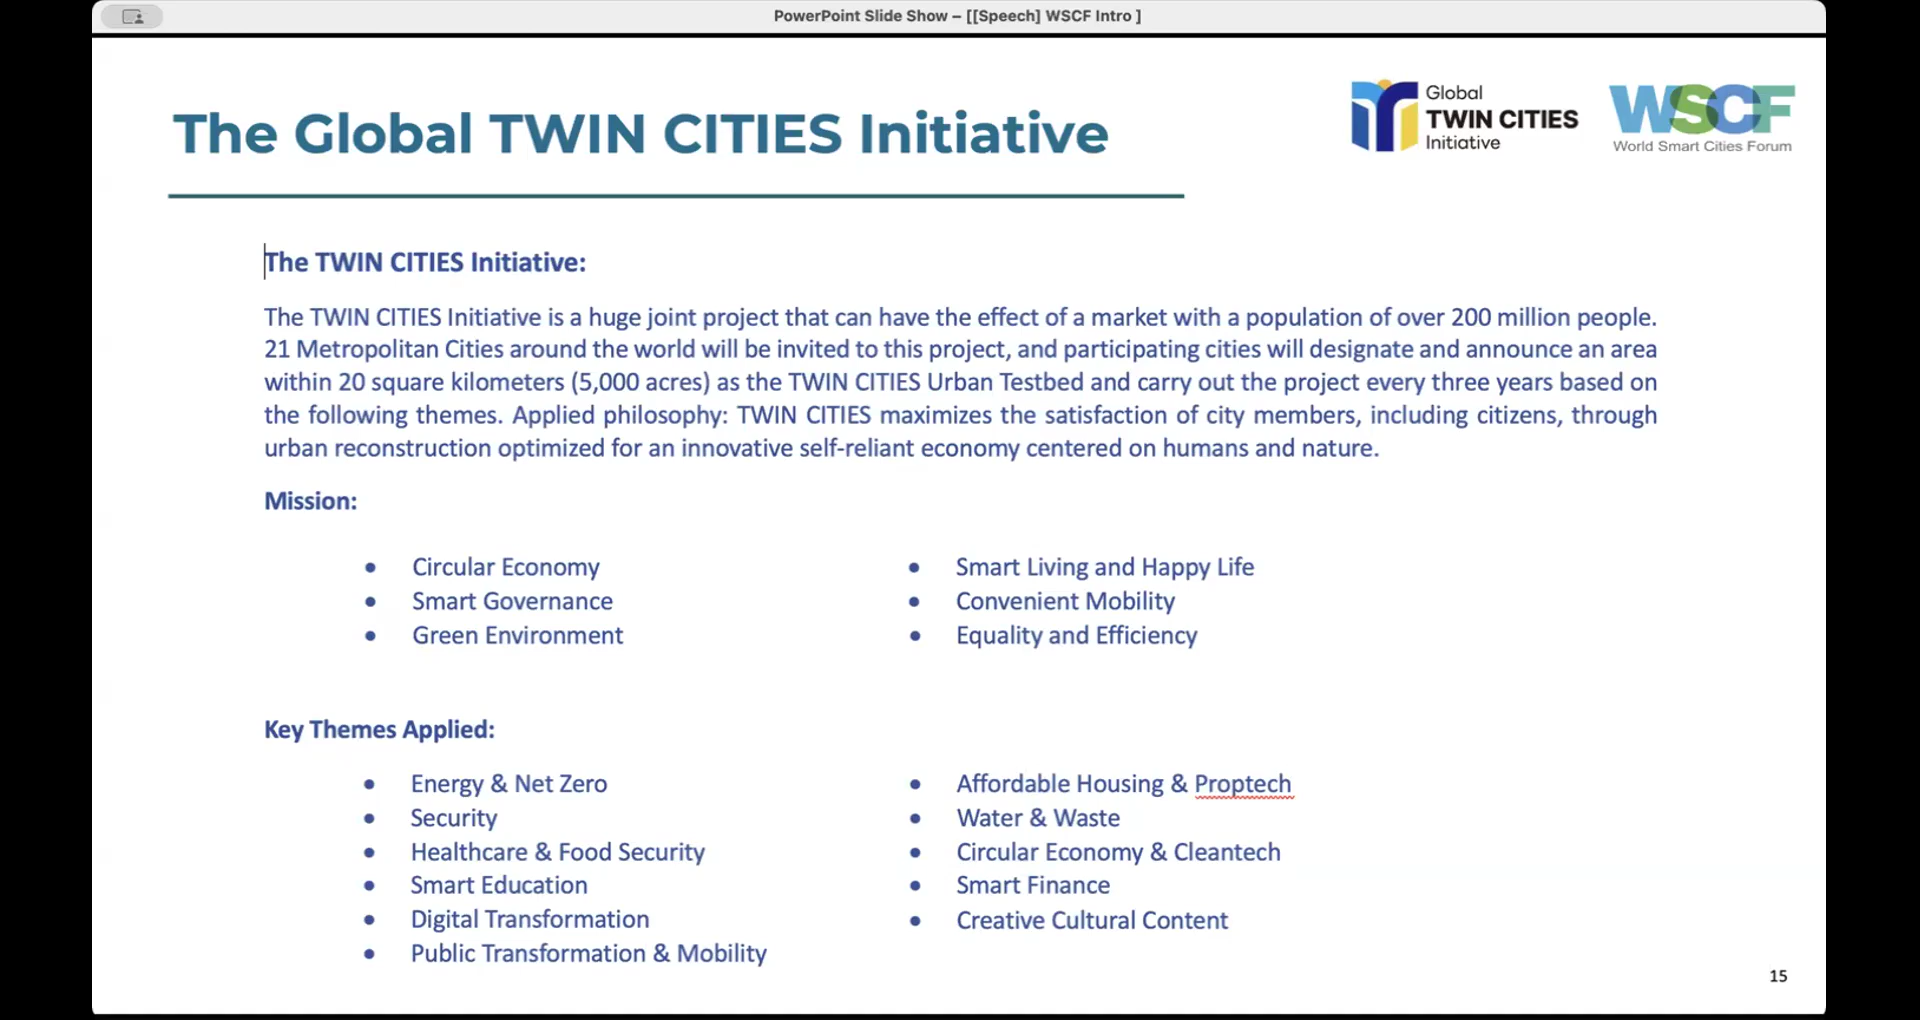 PowerPoint Slide Show – [[Speech] WSCF Intro ]
The Global TWIN CITIES Initiative
Global
TWIN CITIES
Initiative
WSCF
World Smart Cities Forum
The TWIN CITIES Initiative:
The TWIN CITIES Initiative is a huge joint project that can have the effect of a market with a population of over 200 million people.
21 Metropolitan Cities around the world will be invited to this project, and participating cities will designate and announce an area
within 20 square kilometers (5,000 acres) as the TWIN CITIES Urban Testbed and carry out the project every three years based on
the following themes. Applied philosophy: TWIN CITIES maximizes the satisfaction of city members, including citizens, through
urban reconstruction optimized for an innovative self-reliant economy centered on humans and nature.
Mission:
• Circular Economy
• Smart Governance
• Green Environment
• Smart Living and Happy Life
• Convenient Mobility
• Equality and Efficiency
Key Themes Applied:
• Energy & Net Zero
• Security
• Healthcare & Food Security
• Smart Education
• Digital Transformation
• Public Transformation & Mobility
• Affordable Housing & Proptech
• Water & Waste
• Circular Economy & Cleantech
• Smart Finance
• Creative Cultural Content
15